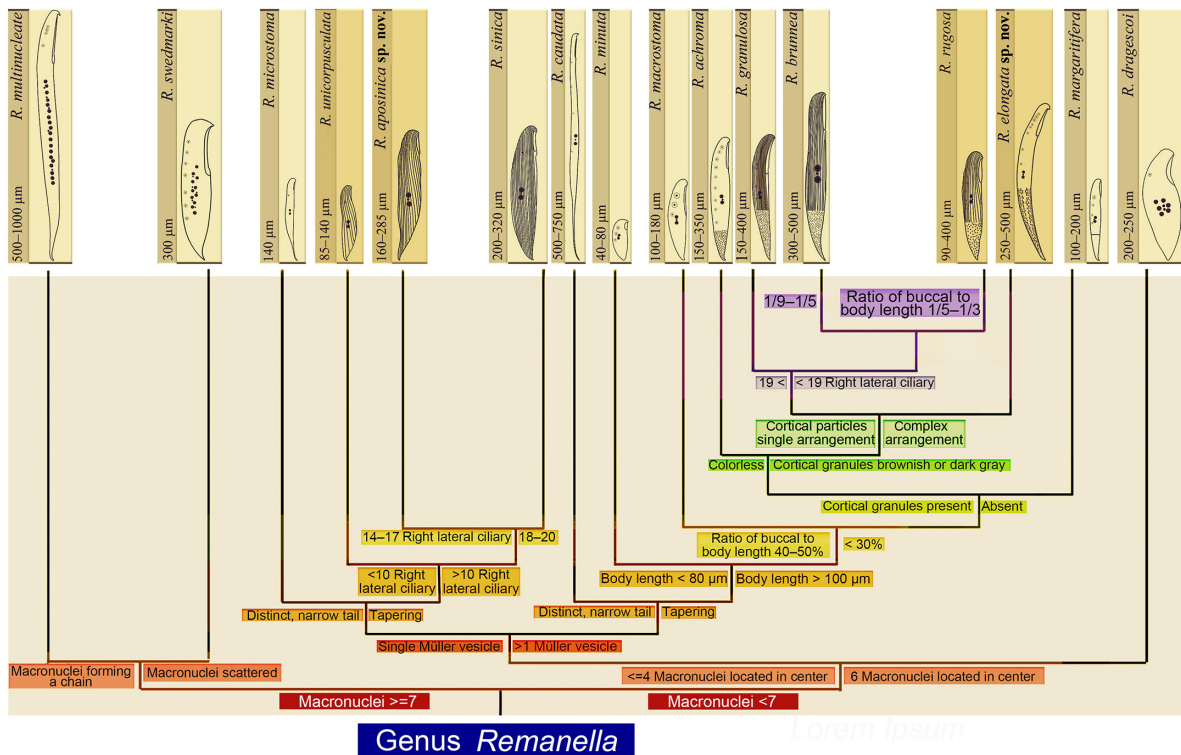 R. multinucleate
500–1000 µm
R. swedmarki
300 µm
R. microstoma
140 µm
R. unicorpusculata
85–140 µm
R. aposinica sp. nov.
160–285 µm
R. sinica
200–320 µm
R. caudata
500–750 µm
R. minuta
40–80 µm
R. macrostoma
100–180 µm
R. achroma
150–350 µm
R. granulosa
150–400 µm
R. brunnea
300–500 µm
R. rugosa
90–400 µm
R. elongata sp. nov.
250–500 µm
R. margaritifera
100–200 µm
R. dragescoi
200–250 µm
1/9–1/5
Ratio of buccal to
body length 1/5–1/3
19 <
< 19 Right lateral ciliary
Cortical particles
single arrangement
Complex
arrangement
Colorless
Cortical granules brownish or dark gray
Cortical granules present
Absent
14–17 Right lateral ciliary
18–20
Ratio of buccal to
body length 40–50%
< 30%
<10 Right
lateral ciliary
>10 Right
lateral ciliary
Body length < 80 µm
Body length > 100 µm
Distinct, narrow tail
Tapering
Distinct, narrow tail
Tapering
Single Müller vesicle
>1 Müller vesicle
Macronuclei forming
a chain
Macronuclei scattered
<=4 Macronuclei located in center
6 Macronuclei located in center
Macronuclei >=7
Macronuclei <7
Genus Remanella
Lorem Ipsum